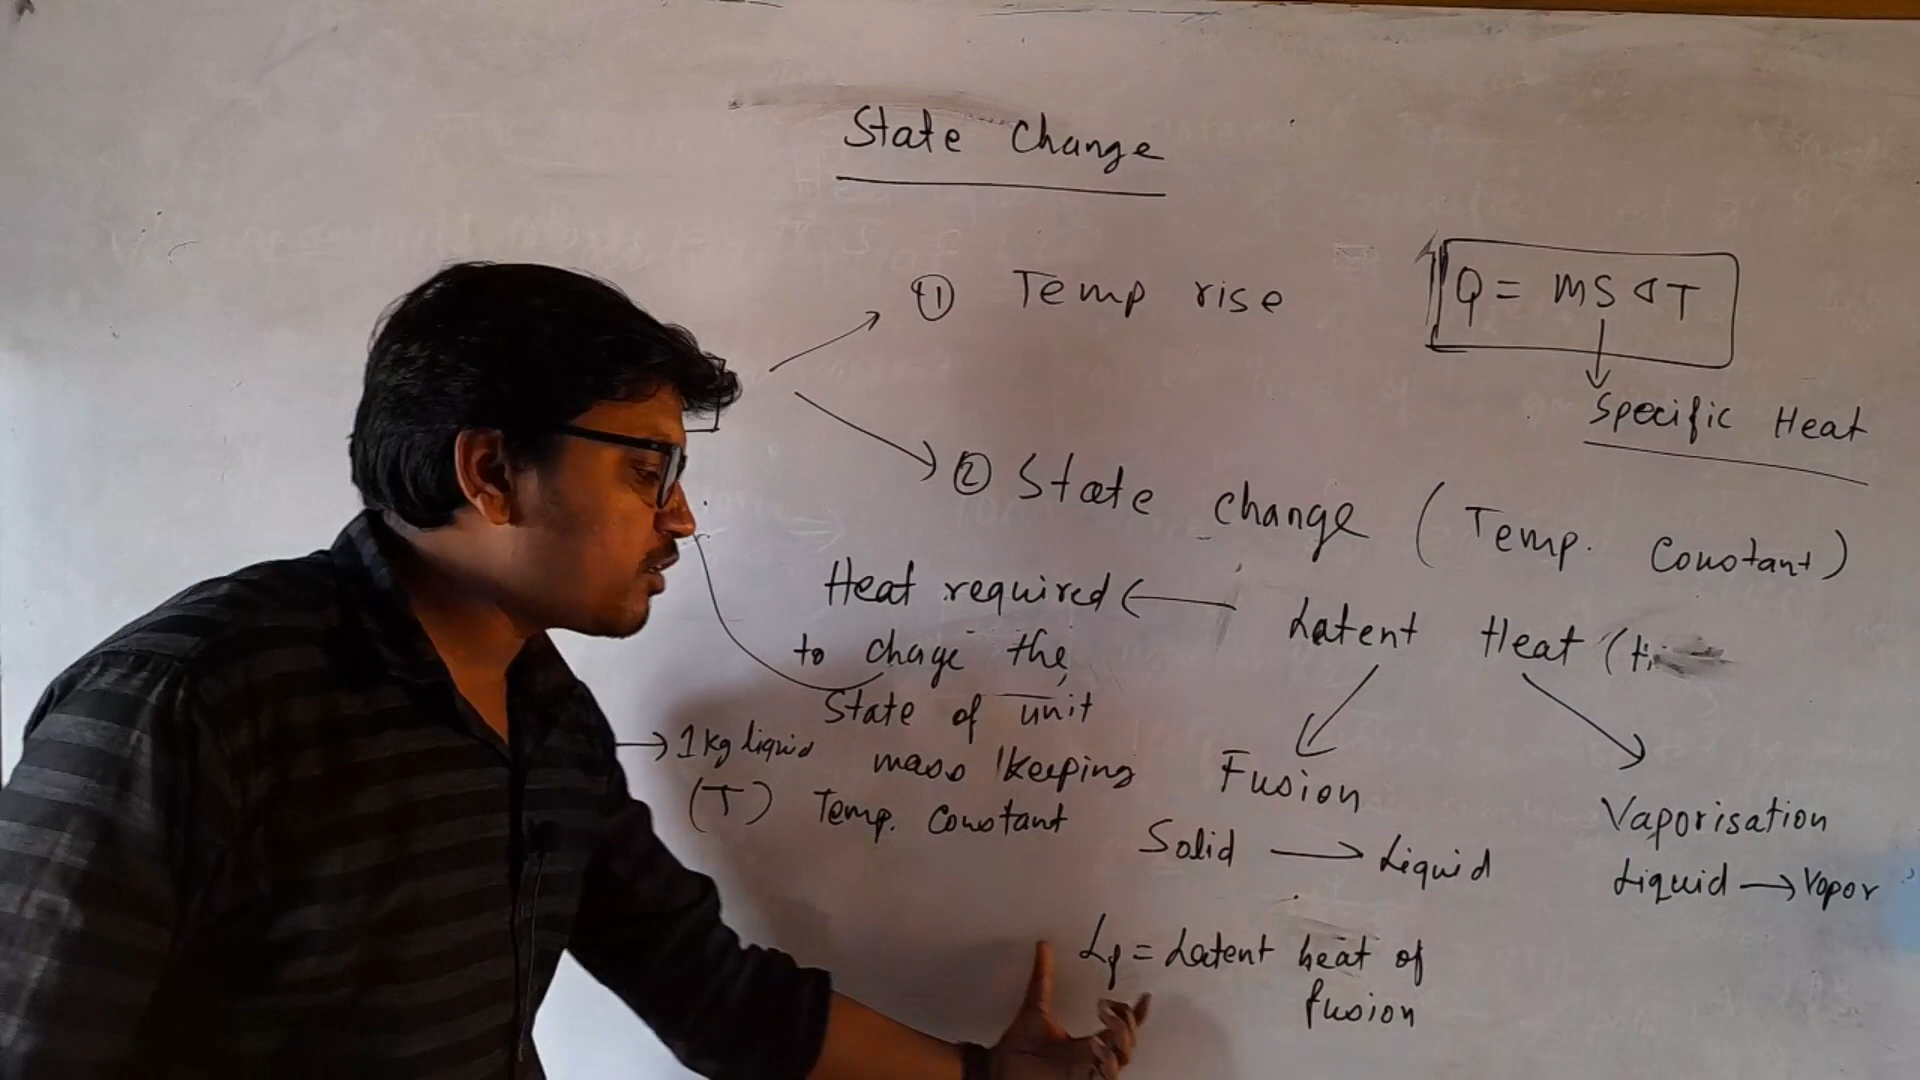 State Change
① Temp rise
Q = ms∆T
Specific Heat
② State change (Temp. Constant)
Latent Heat (
Heat required
to chage the
State of unit
mass keeping
Temp. Constant
1 kg liquid
(T)
Fusion
Solid → Liquid
Vaporisation
Liquid → Vapor
Lf = Latent heat of
fusion